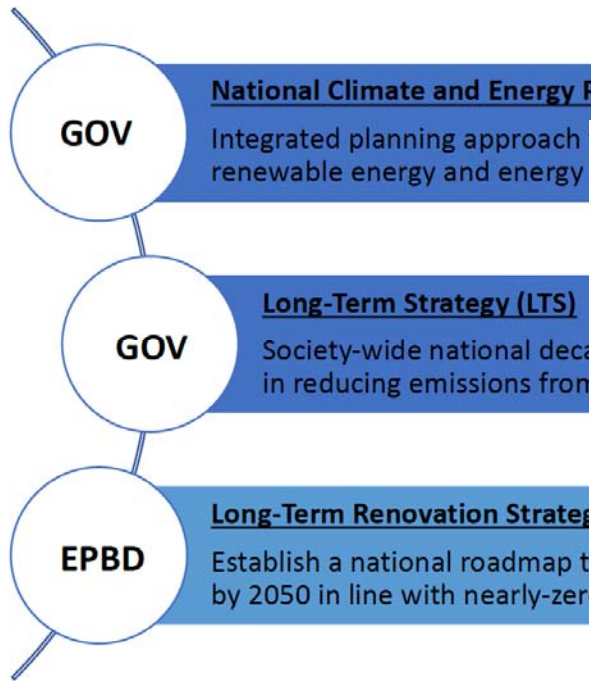 GOV
National Climate and Energy
Integrated planning approach
renewable energy and energy
GOV
Long-Term Strategy (LTS)
Society-wide national
in reducing emissions from
EPBD
Long-Term Renovation
Establish a national roadmap
by 2050 in line with